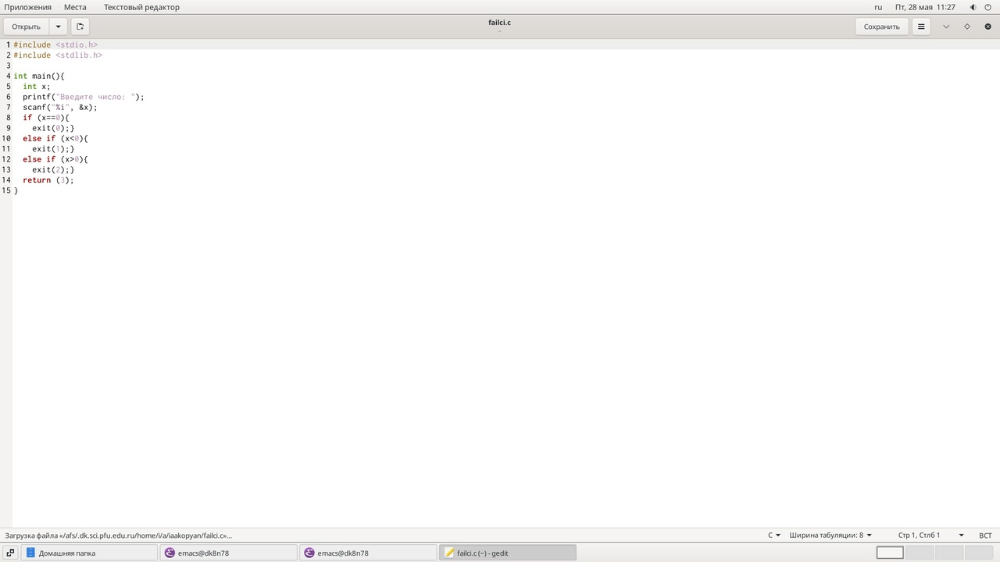 Приложения Места Текстовый редактор ru Пт, 28 мая 11:27
Открыть failci.c Сохранить
~
1 #include <stdio.h>
2 #include <stdlib.h>
3
4 int main(){
5   int x;
6   printf("Введите число: ");
7   scanf("%i", &x);
8   if (x==0){
9     exit(0);}
10   else if (x<0){
11     exit(1);}
12   else if (x>0){
13     exit(2);}
14   return (3);
15 }
Загрузка файла «/afs/.dk.sci.pfu.edu.ru/home/i/a/iaakopyan/failci.c»... C Ширина табуляции: 8 Стр 1, Стлб 1 ВСТ
Домашняя папка emacs@dk8n78 emacs@dk8n78 failci.c (~) - gedit